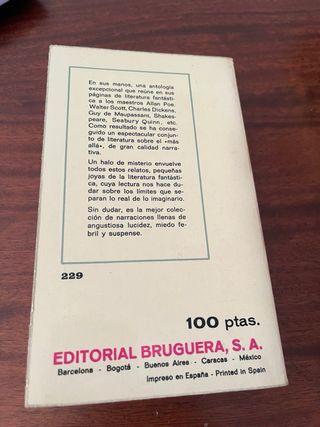 En sus manos, una antología
excepcional que reúne en sus
páginas de literatura fantásti-
ca a los maestros Allan Poe,
Walter Scott, Charles Dickens,
Guy de Maupassant, Shakes-
peare, Seabury Quinn, etc.
Como resultado se ha conse-
guido un espectacular conjun-
to de literatura sobre el «más
allá», de gran calidad narra-
tiva.
Un halo de misterio envuelve
todos estos relatos, pequeñas
joyas de la literatura fantásti-
ca, cuya lectura nos hace du-
dar sobre los límites que se-
paran lo real de lo imaginario.
Sin dudar, es la mejor colec-
ción de narraciones llenas de
angustiosa lucidez, miedo fe-
bril y suspense.
229
100 ptas.
EDITORIAL BRUGUERA, S. A.
Barcelona - Bogotá - Buenos Aires - Caracas - México
Impreso en España - Printed in Spain